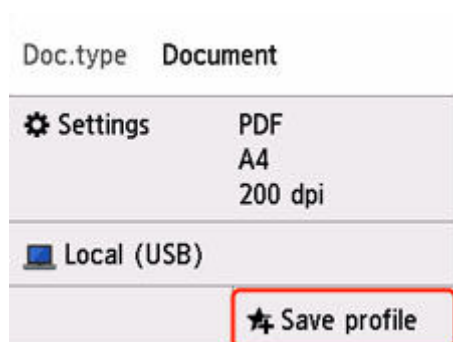 Doc.type Document
Settings PDF
A4
200 dpi
Local (USB)
Save profile